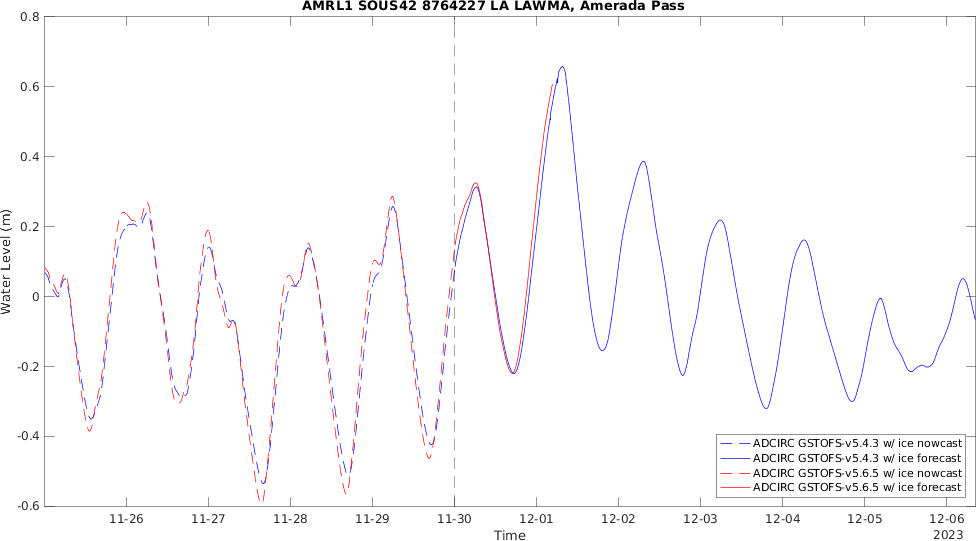 AMRL1 SOUS42 8764227 LA LAWMA, Amerada Pass
0.8
0.6
0.4
0.2
0
-0.2
-0.4
-0.6
Water Level (m)
ADCIRC GSTOFS-v5.4.3 w/ ice nowcast
ADCIRC GSTOFS-v5.4.3 w/ ice forecast
ADCIRC GSTOFS-v5.6.5 w/ ice nowcast
ADCIRC GSTOFS-v5.6.5 w/ ice forecast
11-26 11-27 11-28 11-29 11-30 12-01 12-02 12-03 12-04 12-05 12-06
2023
Time